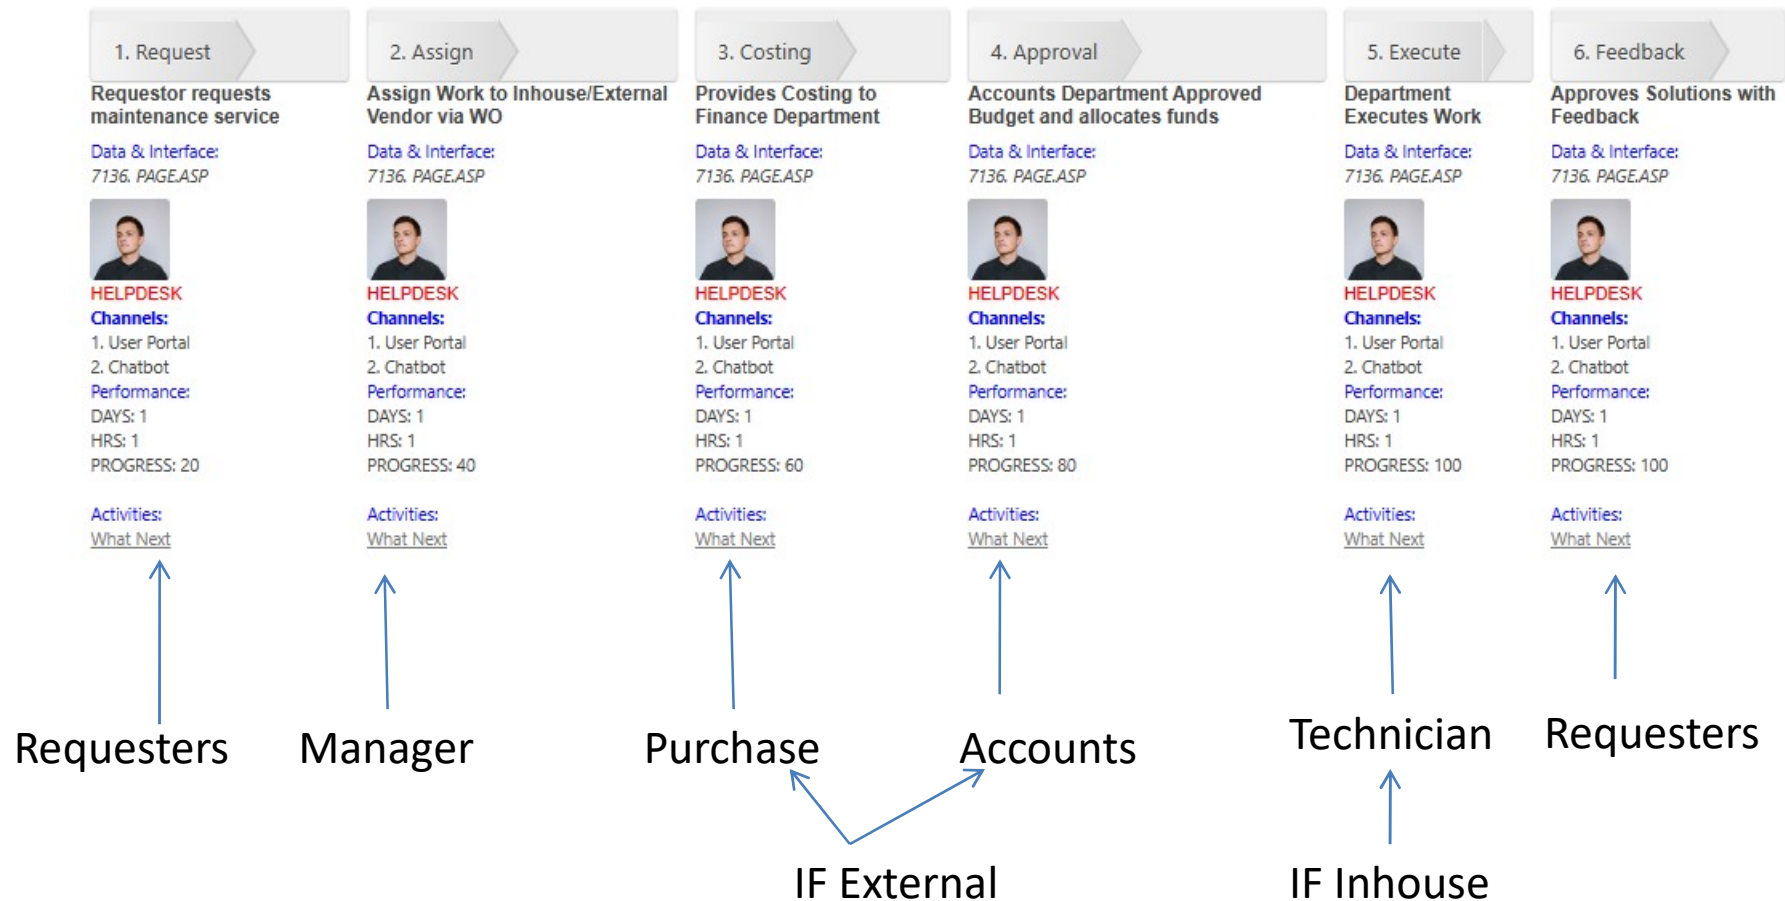 1. Request
Requestor requests
maintenance service
Data & Interface:
7136. PAGE.ASP
HELPDESK
Channels:
1. User Portal
2. Chatbot
Performance:
DAYS: 1
HRS: 1
PROGRESS: 20
Activities:
What Next
2. Assign
Assign Work to Inhouse/External
Vendor via WO
Data & Interface:
7136. PAGE.ASP
HELPDESK
Channels:
1. User Portal
2. Chatbot
Performance:
DAYS: 1
HRS: 1
PROGRESS: 40
Activities:
What Next
3. Costing
Provides Costing to
Finance Department
Data & Interface:
7136. PAGE.ASP
HELPDESK
Channels:
1. User Portal
2. Chatbot
Performance:
DAYS: 1
HRS: 1
PROGRESS: 60
Activities:
What Next
4. Approval
Accounts Department Approved
Budget and allocates funds
Data & Interface:
7136. PAGE.ASP
HELPDESK
Channels:
1. User Portal
2. Chatbot
Performance:
DAYS: 1
HRS: 1
PROGRESS: 80
Activities:
What Next
5. Execute
Department
Executes Work
Data & Interface:
7136. PAGE.ASP
HELPDESK
Channels:
1. User Portal
2. Chatbot
Performance:
DAYS: 1
HRS: 1
PROGRESS: 100
Activities:
What Next
6. Feedback
Approves Solutions with
Feedback
Data & Interface:
7136. PAGE.ASP
HELPDESK
Channels:
1. User Portal
2. Chatbot
Performance:
DAYS: 1
HRS: 1
PROGRESS: 100
Activities:
What Next
Requesters
Manager
Purchase
Accounts
Technician
Requesters
IF External
IF Inhouse